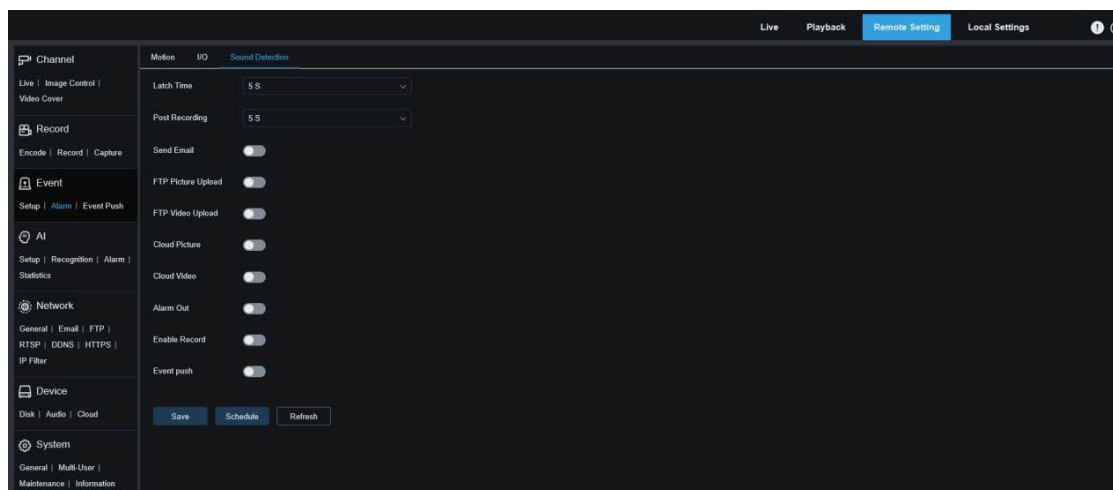 Live Playback Remote Setting Local Settings
Channel
Live | Image Control |
Video Cover
Record
Encode | Record | Capture
Event
Setup | Alarm | Event Push
AI
Setup | Recognition | Alarm |
Statistics
Network
General | Email | FTP |
RTSP | DDNS | HTTPS |
IP Filter
Device
Disk | Audio | Cloud
System
General | Multi-User |
Maintenance | Information
Motion I/O Sound Detection
Latch Time 5 S
Post Recording 5 S
Send Email
FTP Picture Upload
FTP Video Upload
Cloud Picture
Cloud Video
Alarm Out
Enable Record
Event push
Save Schedule Refresh